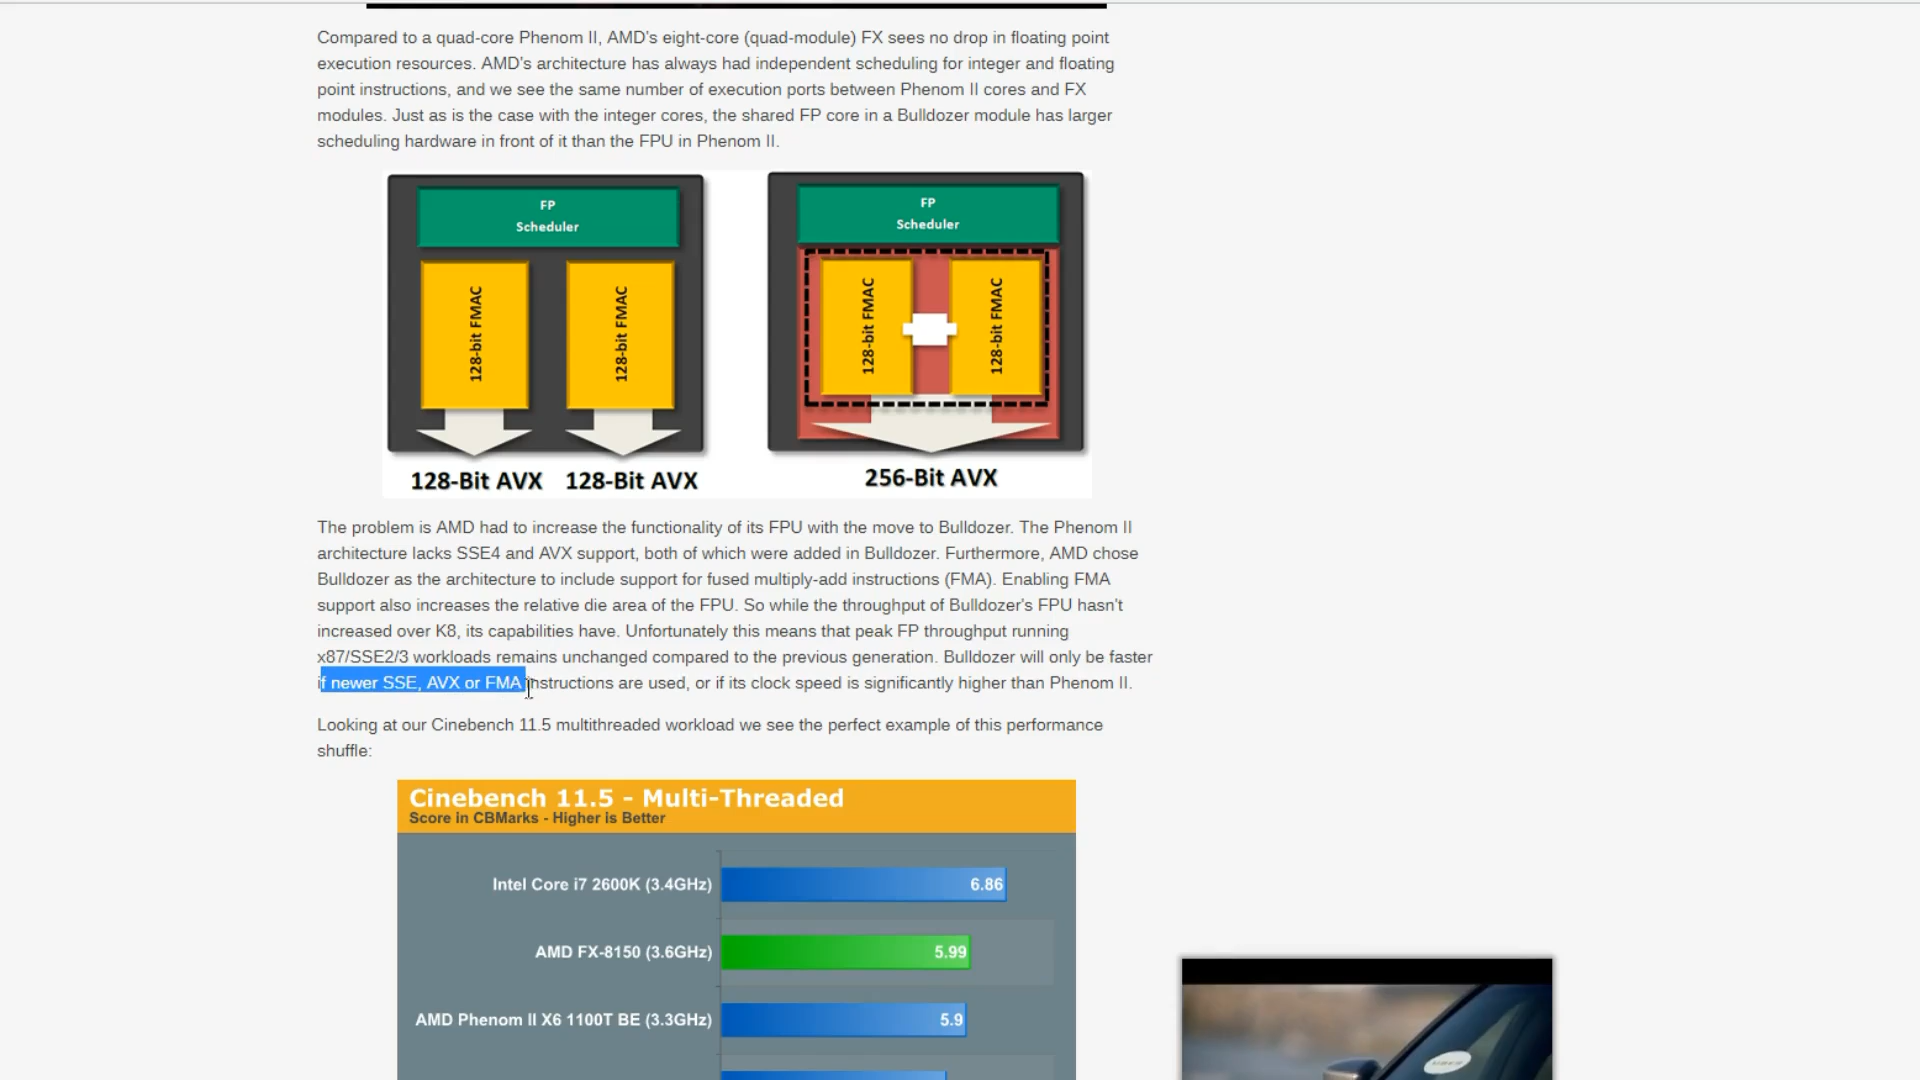 Compared to a quad-core Phenom II, AMD's eight-core (quad-module) FX sees no drop in floating point
execution resources. AMD's architecture has always had independent scheduling for integer and floating
point instructions, and we see the same number of execution ports between Phenom II cores and FX
modules. Just as is the case with the integer cores, the shared FP core in a Bulldozer module has larger
scheduling hardware in front of it than the FPU in Phenom II.
FP
Scheduler
128-bit FMAC
128-bit FMAC
128-Bit AVX
128-Bit AVX
FP
Scheduler
128-bit FMAC
128-bit FMAC
256-Bit AVX
The problem is AMD had to increase the functionality of its FPU with the move to Bulldozer. The Phenom II
architecture lacks SSE4 and AVX support, both of which were added in Bulldozer. Furthermore, AMD chose
Bulldozer as the architecture to include support for fused multiply-add instructions (FMA). Enabling FMA
support also increases the relative die area of the FPU. So while the throughput of Bulldozer's FPU hasn't
increased over K8, its capabilities have. Unfortunately this means that peak FP throughput running
x87/SSE2/3 workloads remains unchanged compared to the previous generation. Bulldozer will only be faster
if newer SSE, AVX or FMA instructions are used, or if its clock speed is significantly higher than Phenom II.
Looking at our Cinebench 11.5 multithreaded workload we see the perfect example of this performance
shuffle:
Cinebench 11.5 - Multi-Threaded
Score in CBMarks - Higher is Better
Intel Core i7 2600K (3.4GHz) 6.86
AMD FX-8150 (3.6GHz) 5.99
AMD Phenom II X6 1100T BE (3.3GHz) 5.9